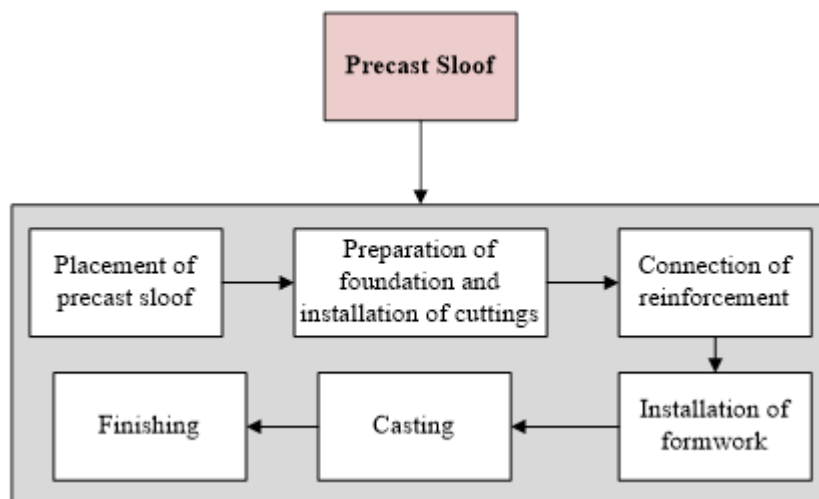 Precast Sloof
Placement of
precast sloof
Preparation of
foundation and
installation of cuttings
Connection of
reinforcement
Installation of
formwork
Casting
Finishing